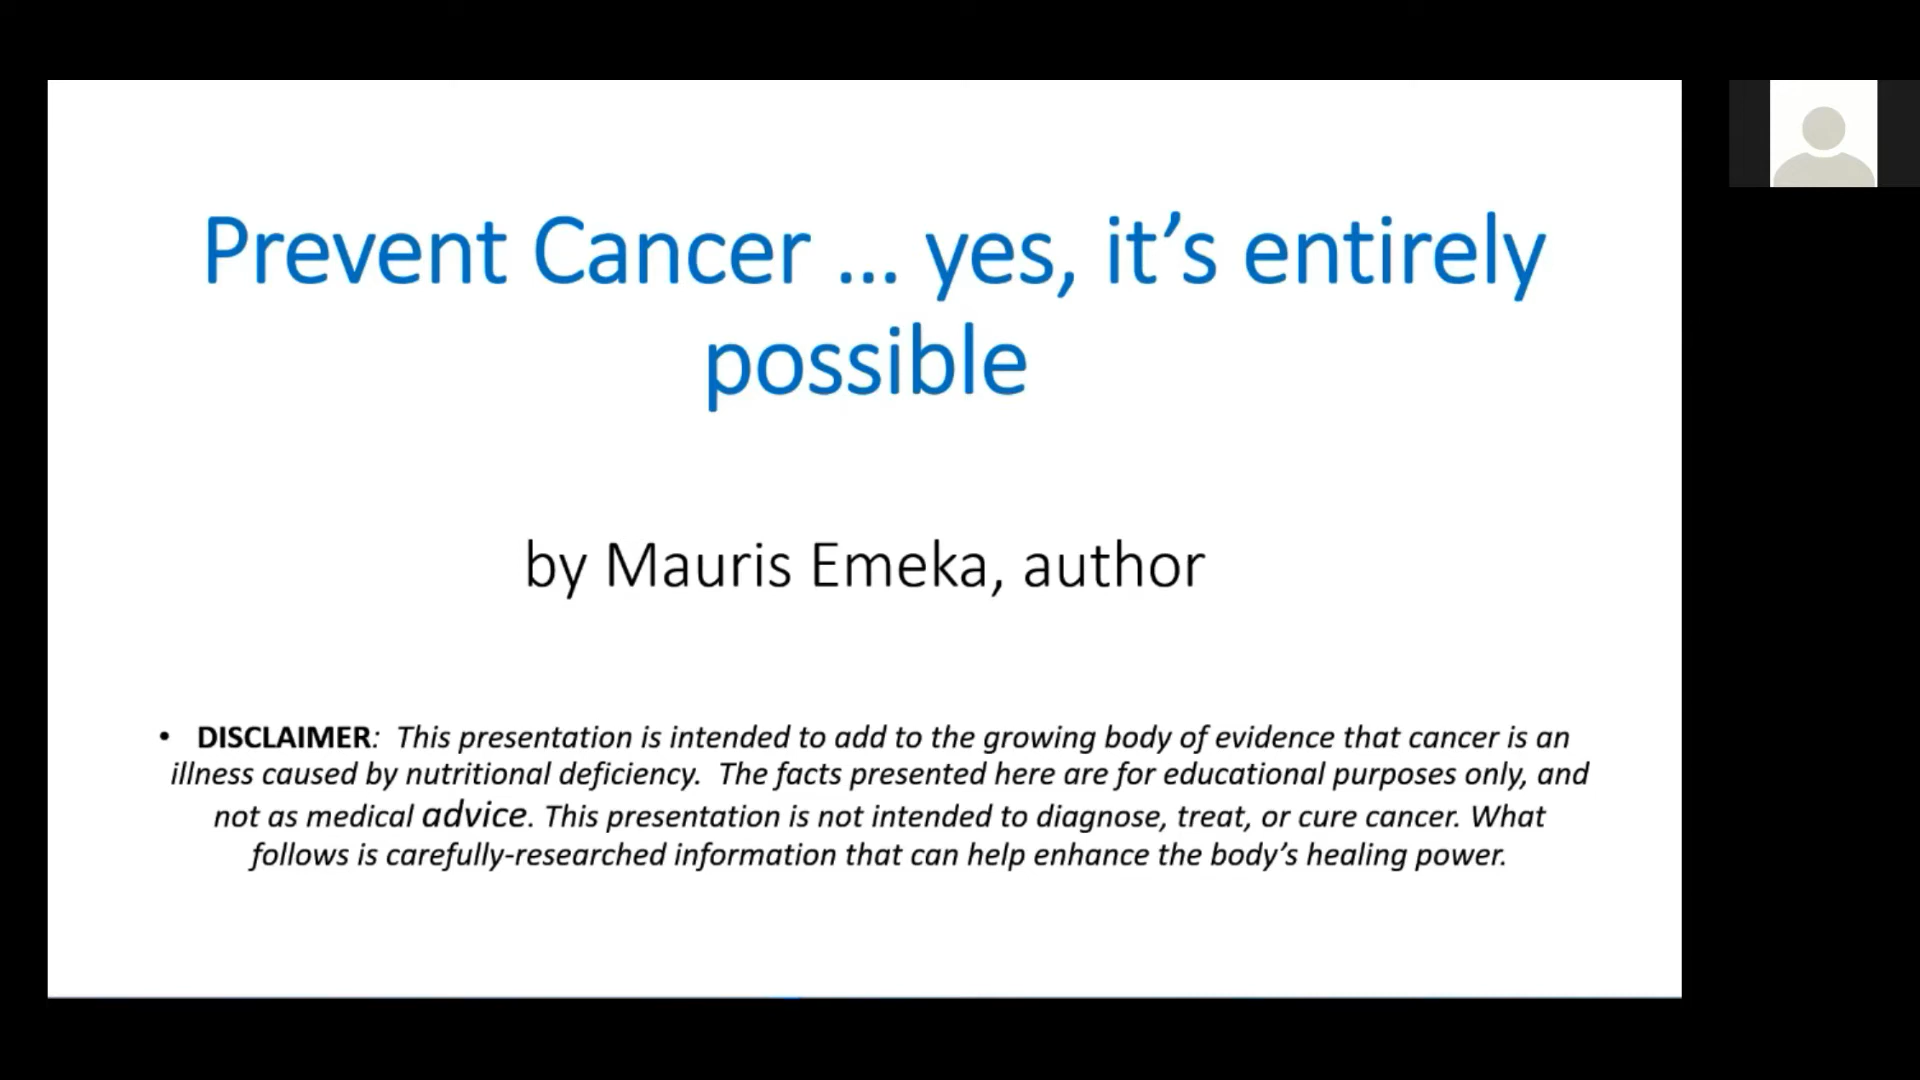 Prevent Cancer ... yes, it’s entirely
possible
by Mauris Emeka, author
• DISCLAIMER: This presentation is intended to add to the growing body of evidence that cancer is an
illness caused by nutritional deficiency. The facts presented here are for educational purposes only, and
not as medical advice. This presentation is not intended to diagnose, treat, or cure cancer. What
follows is carefully-researched information that can help enhance the body’s healing power.